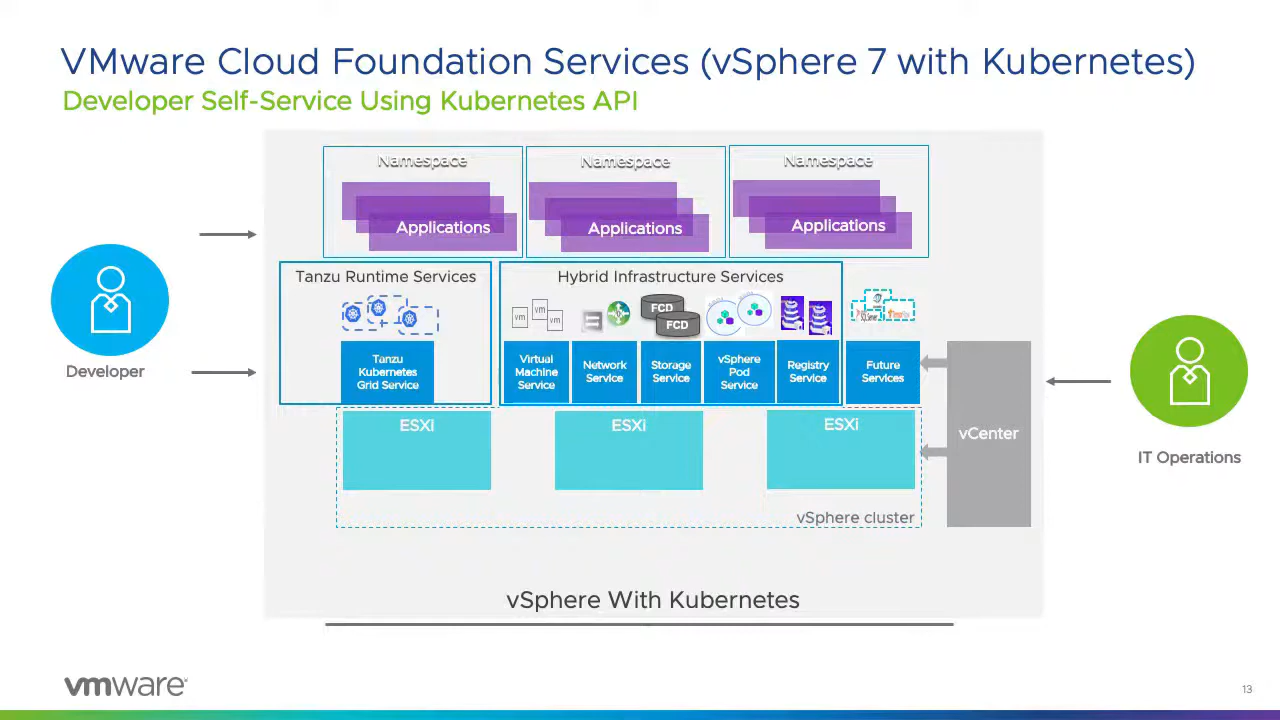 VMware Cloud Foundation Services (vSphere 7 with Kubernetes)
Developer Self-Service Using Kubernetes API
Namespace
Namespace
Namespace
Applications
Applications
Applications
Tanzu Runtime Services
Hybrid Infrastructure Services
vm
vm
vm
FCD
FCD
Tanzu
Kubernetes
Grid Service
Virtual
Machine
Service
Network
Service
Storage
Service
vSphere
Pod
Service
Registry
Service
Future
Services
Developer
ESXi
ESXi
ESXi
vCenter
IT Operations
vSphere cluster
vSphere With Kubernetes
vmware
13